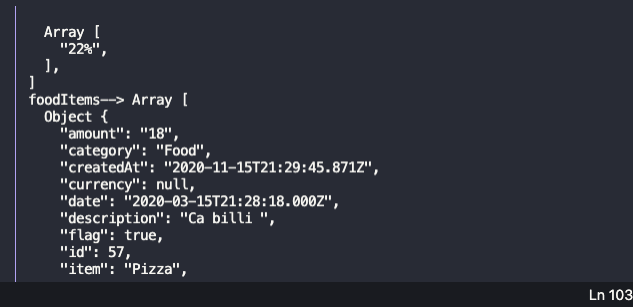 Array [
"22%",
],
]
foodItems--> Array [
Object {
"amount": "18",
"category": "Food",
"createdAt": "2020-11-15T21:29:45.871Z",
"currency": null,
"date": "2020-03-15T21:28:18.000Z",
"description": "Ca billi ",
"flag": true,
"id": 57,
"item": "Pizza",
Ln 103